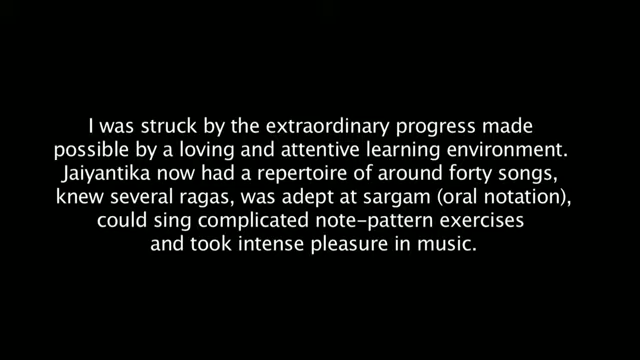 I was struck by the extraordinary progress made
possible by a loving and attentive learning environment.
Jaiyantika now had a repertoire of around forty songs,
knew several ragas, was adept at sargam (oral notation),
could sing complicated note-pattern exercises
and took intense pleasure in music.